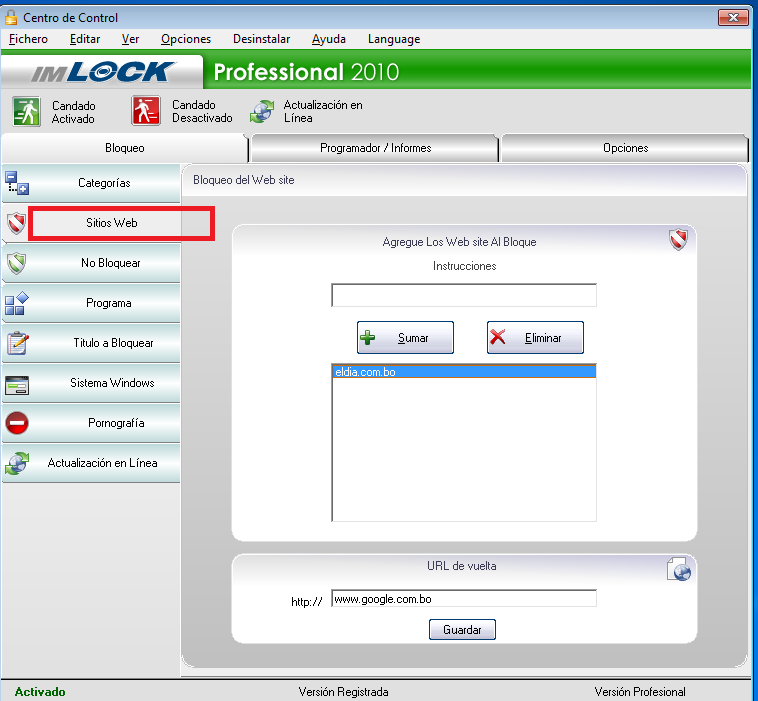 Centro de Control
Fichero Editar Ver Opciones Desinstalar Ayuda Language
IMLOCK Professional 2010
Candado Activado
Candado Desactivado
Actualización en Línea
Bloqueo Programador / Informes Opciones
Categorías
Sitios Web
No Bloquear
Programa
Titulo a Bloquear
Sistema Windows
Pornografía
Actualización en Línea
Bloqueo del Web site
Agregue Los Web site Al Bloque
Instrucciones
Sumar Eliminar
eldia.com.bo
URL de vuelta
http:// www.google.com.bo
Guardar
Activado Versión Registrada Versión Profesional